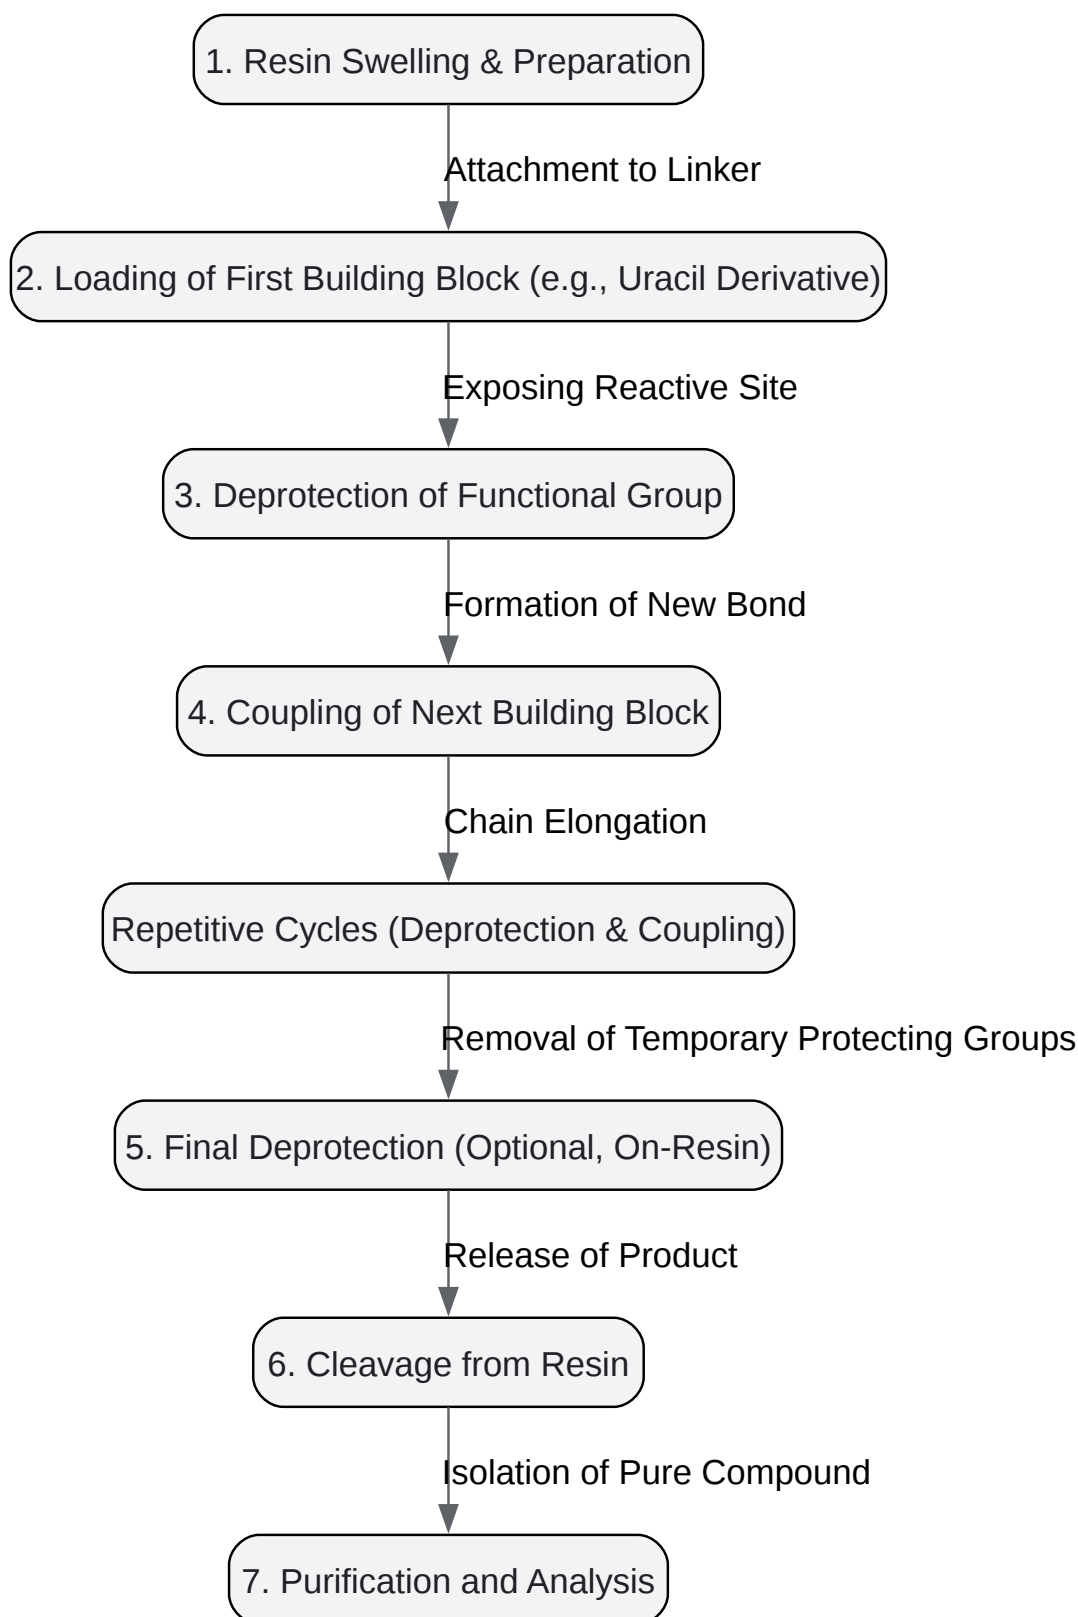 1. Resin Swelling & Preparation
Attachment to Linker
2. Loading of First Building Block (e.g., Uracil Derivative)
Exposing Reactive Site
3. Deprotection of Functional Group
Formation of New Bond
4. Coupling of Next Building Block
Chain Elongation
Repetitive Cycles (Deprotection & Coupling)
Removal of Temporary Protecting Groups
5. Final Deprotection (Optional, On-Resin)
Release of Product
6. Cleavage from Resin
Isolation of Pure Compound
7. Purification and Analysis